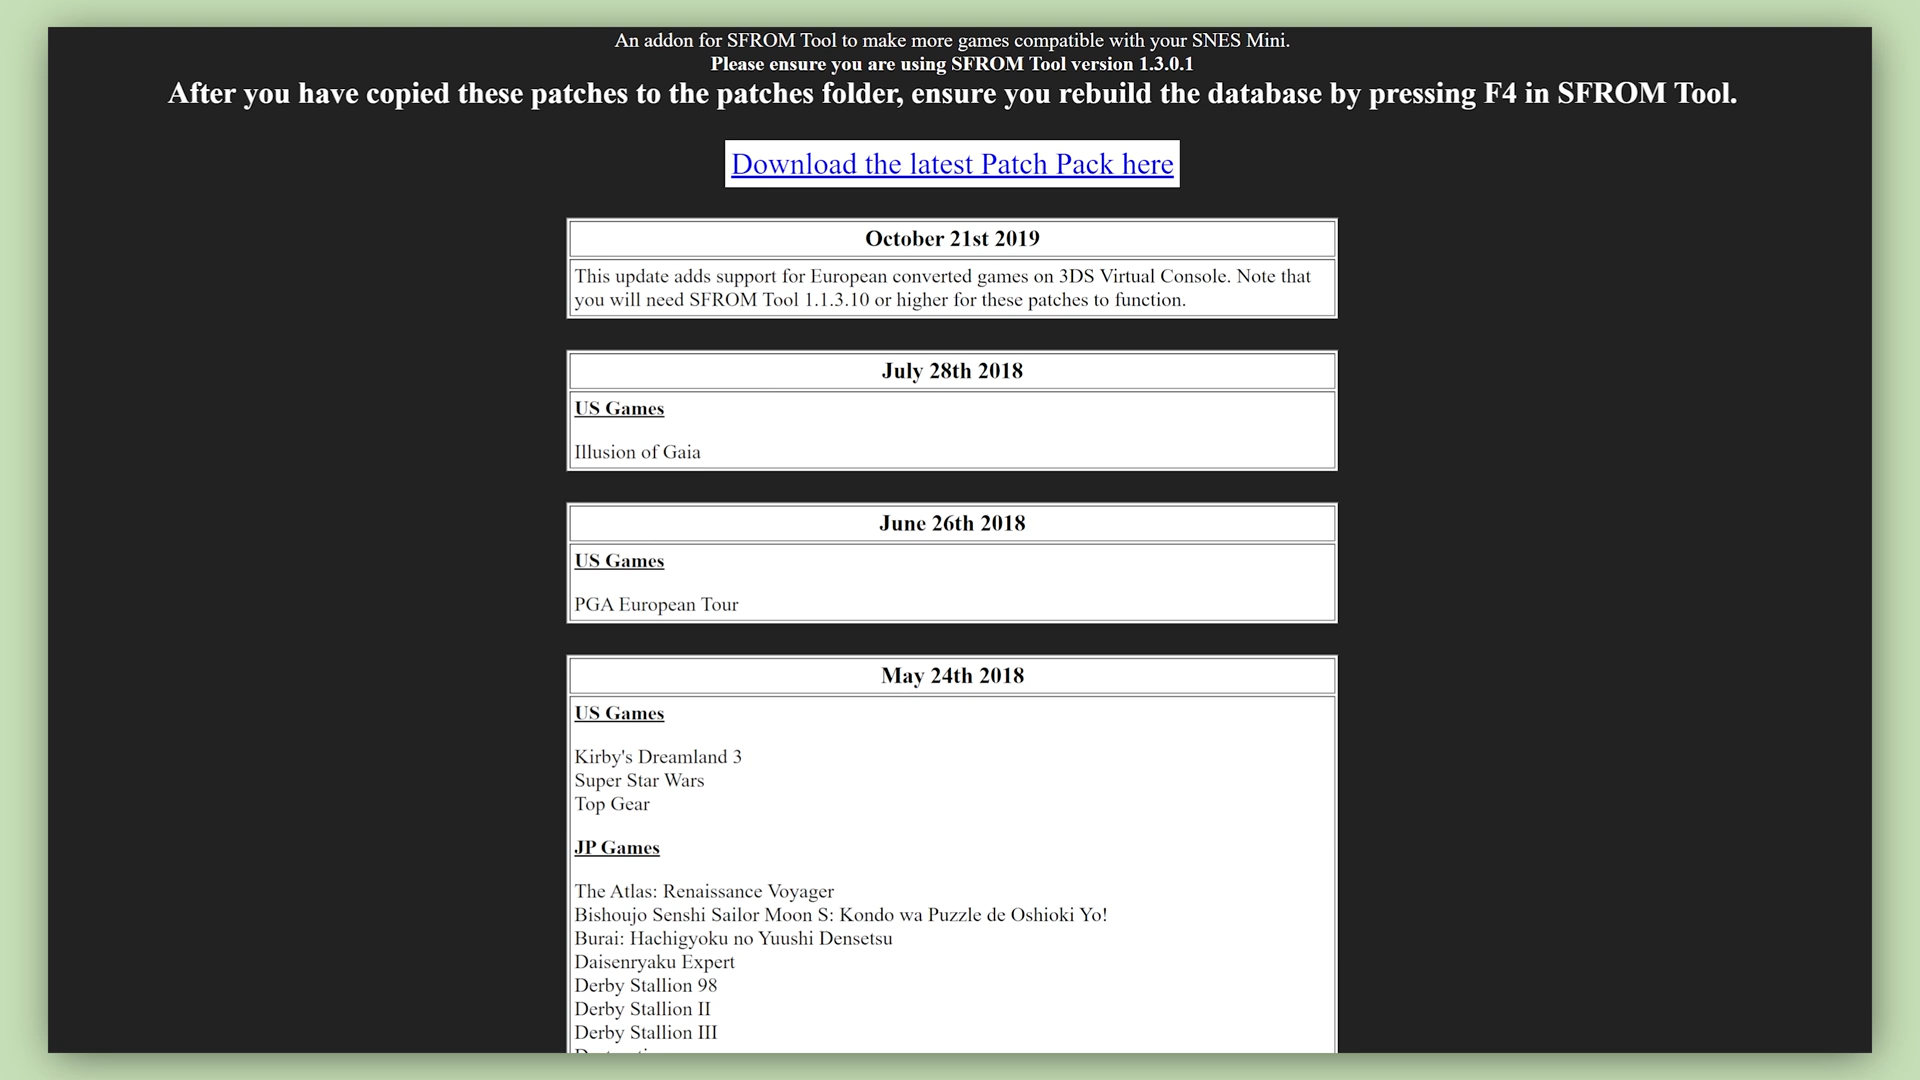 An addon for SFROM Tool to make more games compatible with your SNES Mini.
Please ensure you are using SFROM Tool version 1.3.0.1
After you have copied these patches to the patches folder, ensure you rebuild the database by pressing F4 in SFROM Tool.
Download the latest Patch Pack here
October 21st 2019
This update adds support for European converted games on 3DS Virtual Console. Note that
you will need SFROM Tool 1.1.3.10 or higher for these patches to function.
July 28th 2018
US Games
Illusion of Gaia
June 26th 2018
US Games
PGA European Tour
May 24th 2018
US Games
Kirby's Dreamland 3
Super Star Wars
Top Gear
JP Games
The Atlas: Renaissance Voyager
Bishoujo Senshi Sailor Moon S: Kondo wa Puzzle de Oshioki Yo!
Burai: Hachigyoku no Yuushi Densetsu
Daisenryaku Expert
Derby Stallion 98
Derby Stallion II
Derby Stallion III